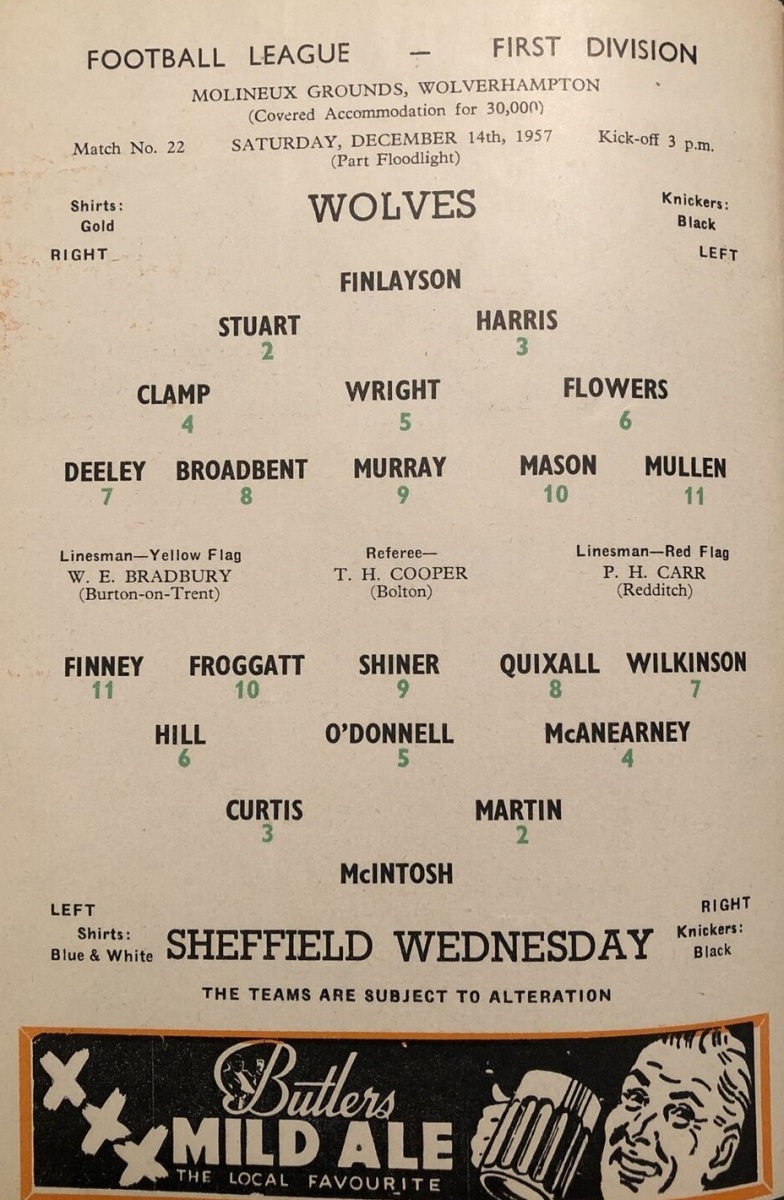 FOOTBALL LEAGUE — FIRST DIVISION
MOLINEUX GROUNDS, WOLVERHAMPTON
(Covered Accommodation for 30,000)
Match No. 22 SATURDAY, DECEMBER 14th, 1957 Kick-off 3 p.m.
(Part Floodlight)
Shirts: WOLVES Knickers:
Gold Black
RIGHT LEFT
FINLAYSON
STUART HARRIS
2 3
CLAMP WRIGHT FLOWERS
4 5 6
DEELEY BROADBENT MURRAY MASON MULLEN
7 8 9 10 11
Linesman—Yellow Flag Referee— Linesman—Red Flag
W. E. BRADBURY T. H. COOPER P. H. CARR
(Burton-on-Trent) (Bolton) (Redditch)
FINNEY FROGGATT SHINER QUIXALL WILKINSON
11 10 9 8 7
HILL O'DONNELL McANEARNEY
6 5 4
CURTIS MARTIN
3 2
McINTOSH
LEFT RIGHT
Shirts: SHEFFIELD WEDNESDAY Knickers:
Blue & White Black
THE TEAMS ARE SUBJECT TO ALTERATION
XXX
Butlers
MILD ALE
THE LOCAL FAVOURITE